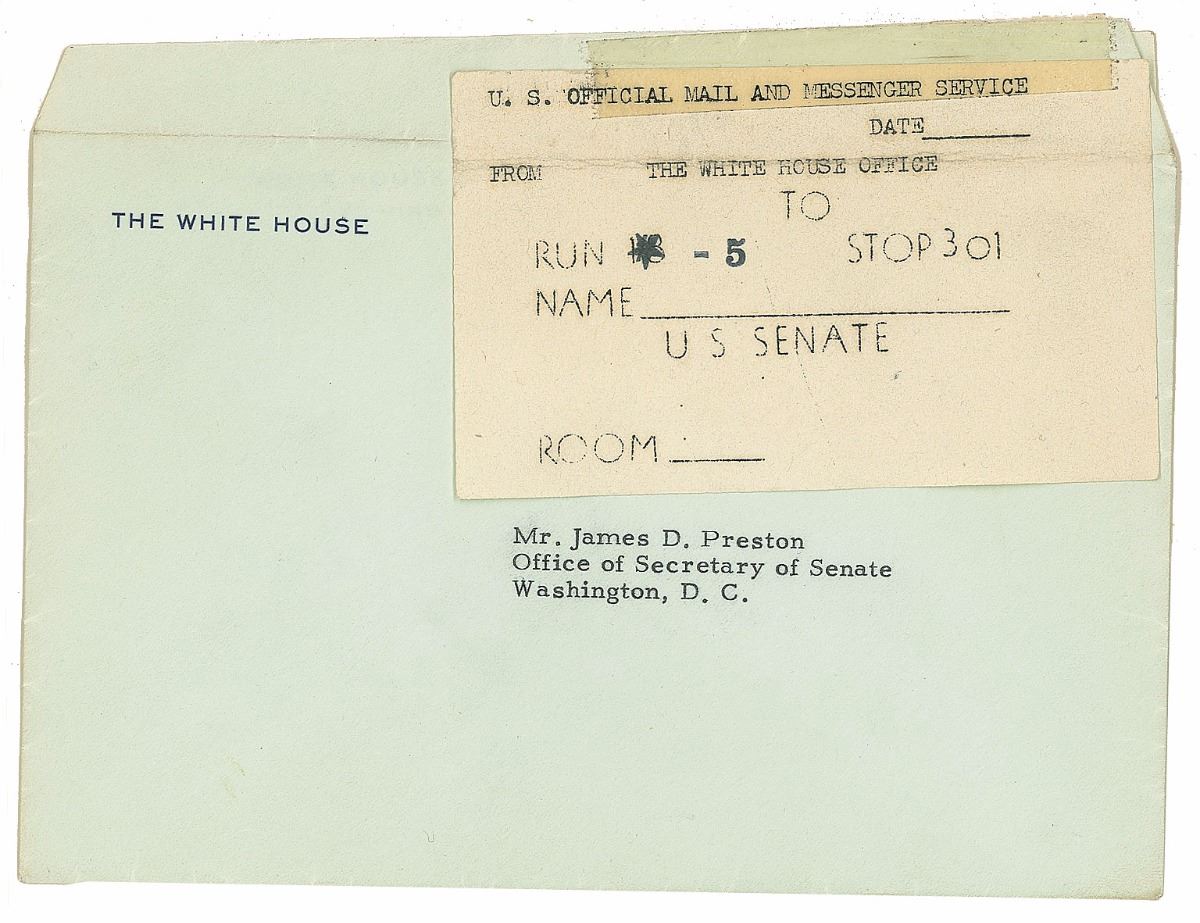 U. S. OFFICIAL MAIL AND MESSENGER SERVICE
DATE
FROM THE WHITE HOUSE OFFICE
TO
RUN - 5 STOP 301
NAME
U S SENATE
ROOM
THE WHITE HOUSE
Mr. James D. Preston
Office of Secretary of Senate
Washington, D. C.